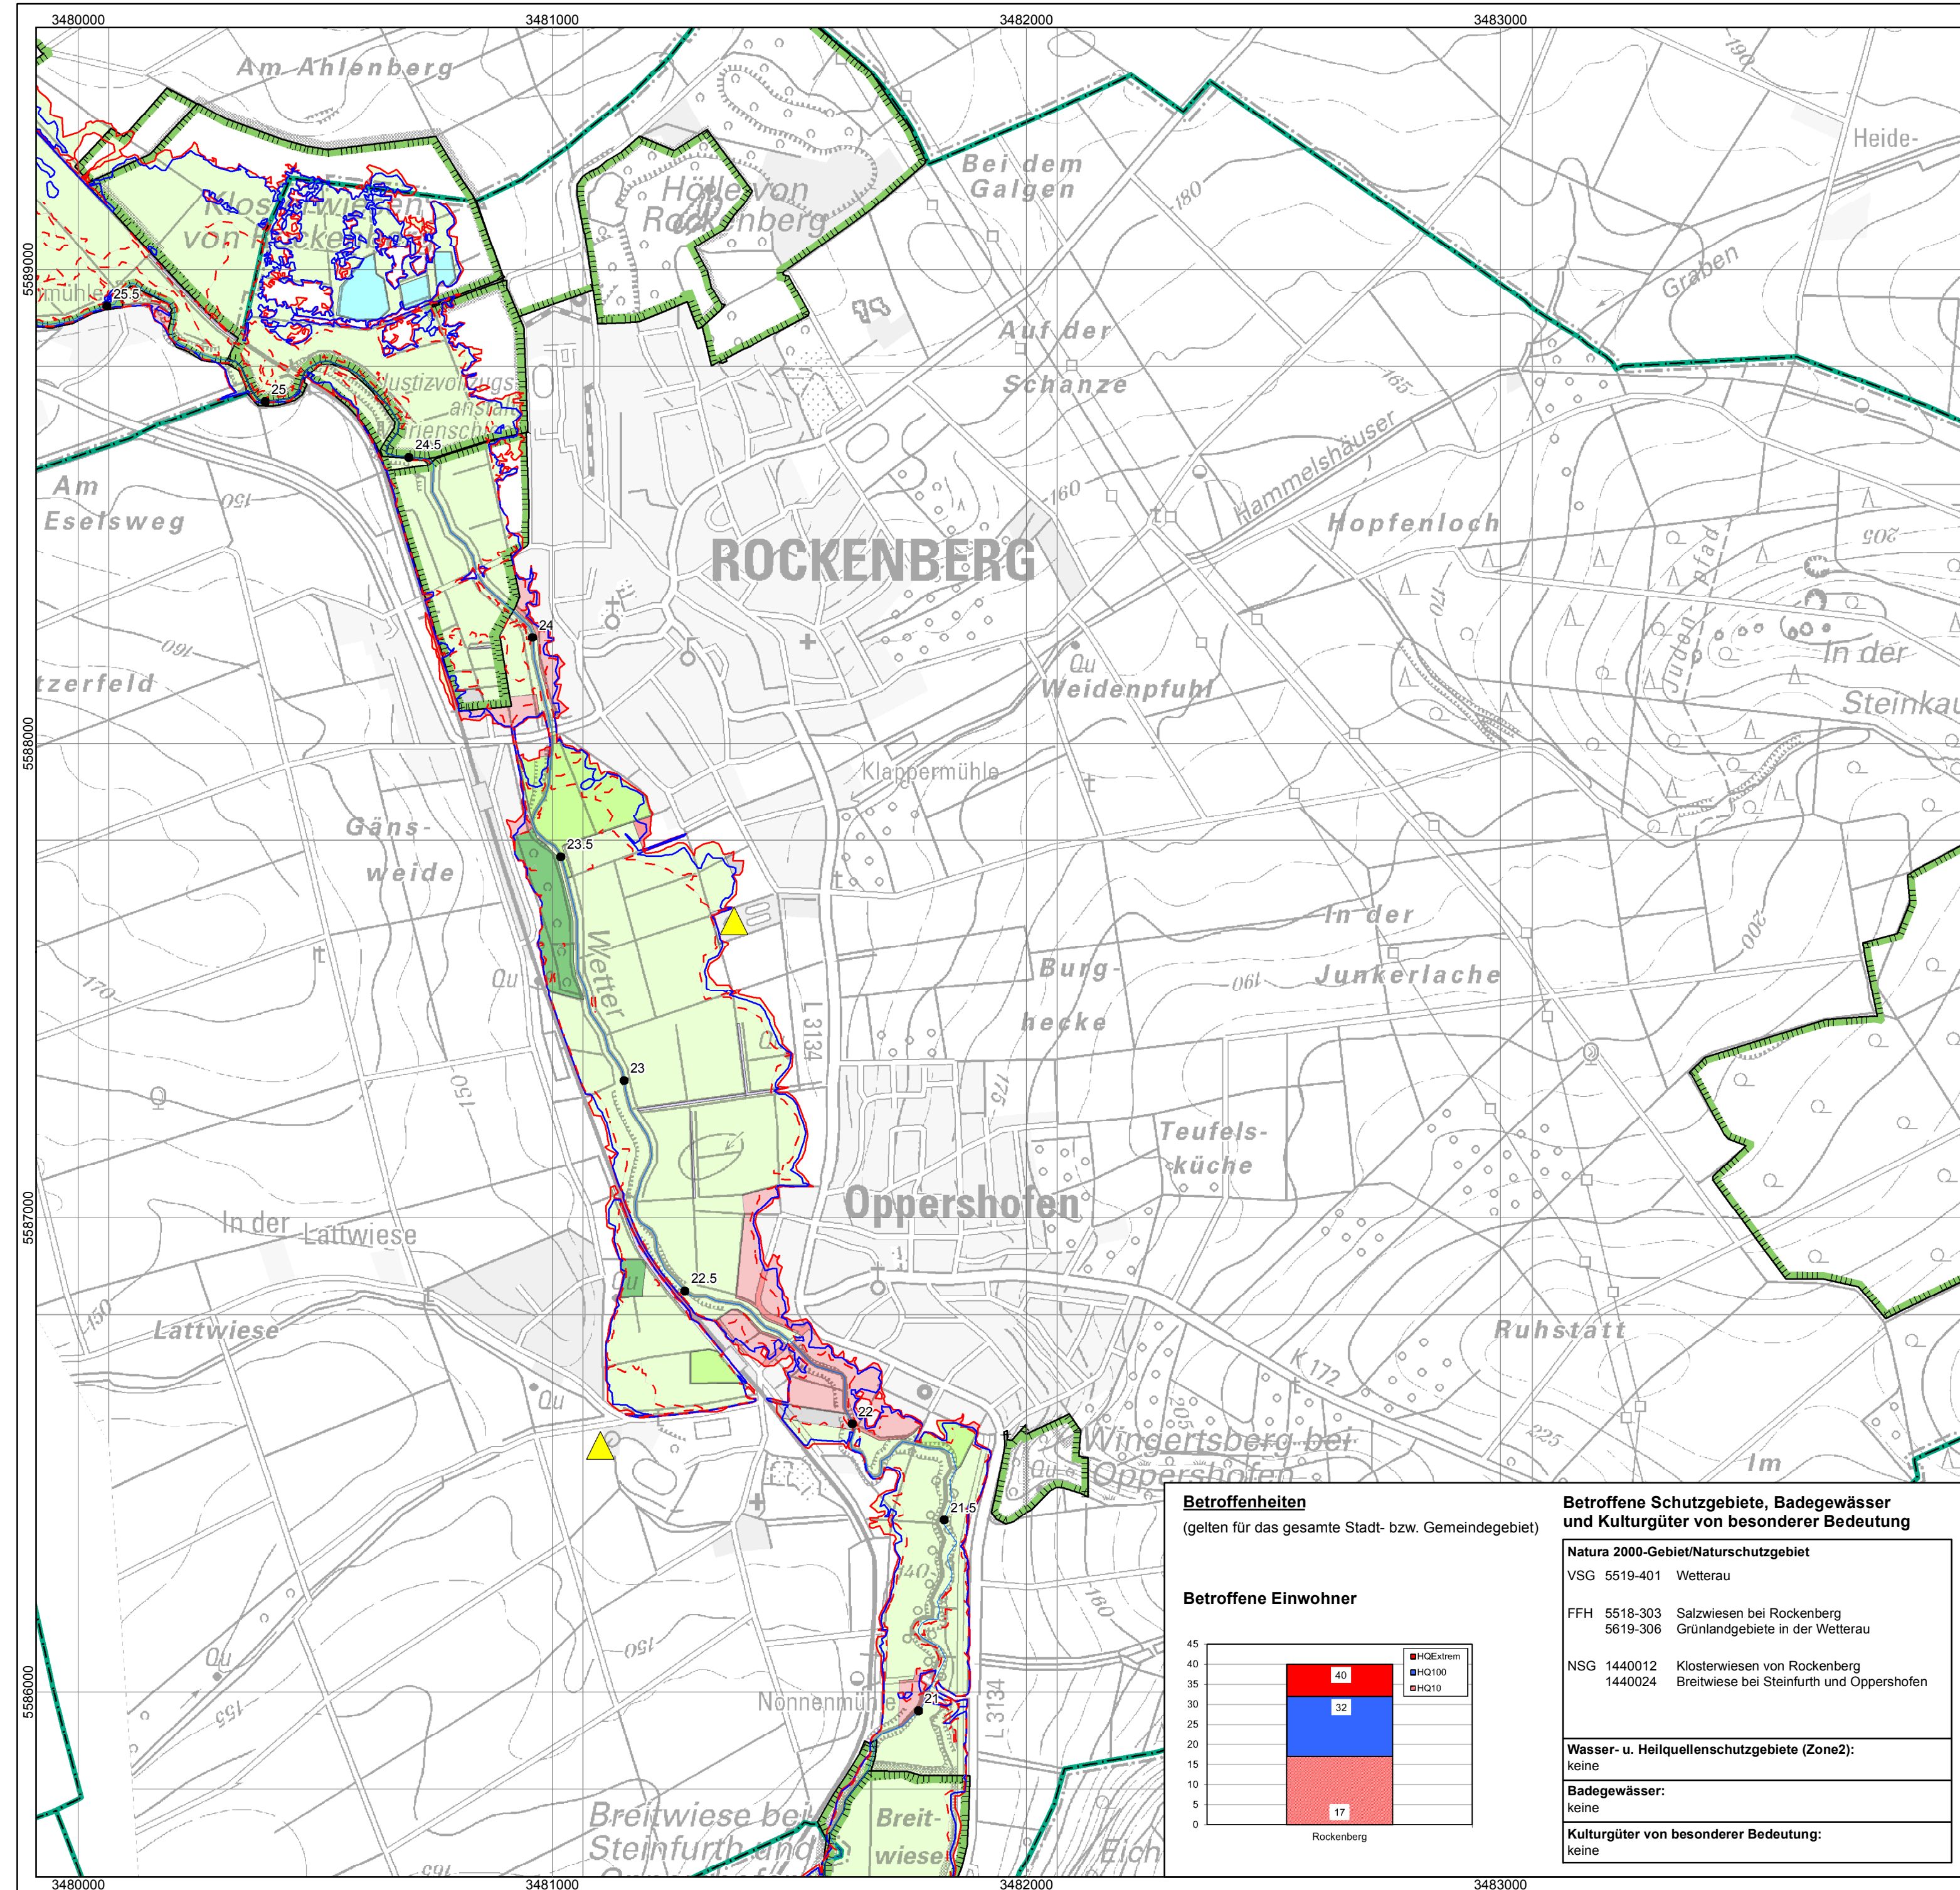 3480000
3481000
3482000
3483000
Am Ahlenberg
190
Heide-
Bei dem
Galgen
Hölle von
Rockenberg
180
Klosterwiesen
von Rockenberg
5589000
Graben
mühle
25.5
Auf der
Schanze
165
25
Justizvollzugs-
anstalt
24.5
Hammelshäuser
Am
Eselsweg
150
160
Hopfenloch
205
ROCKENBERG
170
Judenpfad
24
160
In der
Qu
tzerfeld
Weidenpfuhl
Steinkau
5588000
Klappermühle
Gäns-
weide
23.5
In der
Junkerlache
200
Wetter
Burg-
hecke
170
Qu
190
L 3134
150
23
175
Teufels-
küche
Oppershofen
5587000
In der
Lattwiese
Qu
22.5
150
Lattwiese
Ruhstatt
K 172
Qu
22
205
225
Wingertsberg bei
Oppershofen
Qu
Im
21.5
140
160
150
Qu
155
5586000
Nonnenmühle
21
L 3134
Breitwiese bei
Steinfurth und
Breit-
wiese
165
Eich
Betroffenheiten
(gelten für das gesamte Stadt- bzw. Gemeindegebiet)
Betroffene Einwohner
45
40
35
30
25
20
15
10
5
0
40
32
17
HQExtrem
HQ100
HQ10
Rockenberg
Betroffene Schutzgebiete, Badegewässer
und Kulturgüter von besonderer Bedeutung
Natura 2000-Gebiet/Naturschutzgebiet
VSG 5519-401 Wetterau
FFH 5518-303 Salzwiesen bei Rockenberg
5619-306 Grünlandgebiete in der Wetterau
NSG 1440012 Klosterwiesen von Rockenberg
1440024 Breitwiese bei Steinfurth und Oppershofen
Wasser- u. Heilquellenschutzgebiete (Zone2):
keine
Badegewässer:
keine
Kulturgüter von besonderer Bedeutung:
keine
3480000
3481000
3482000
3483000